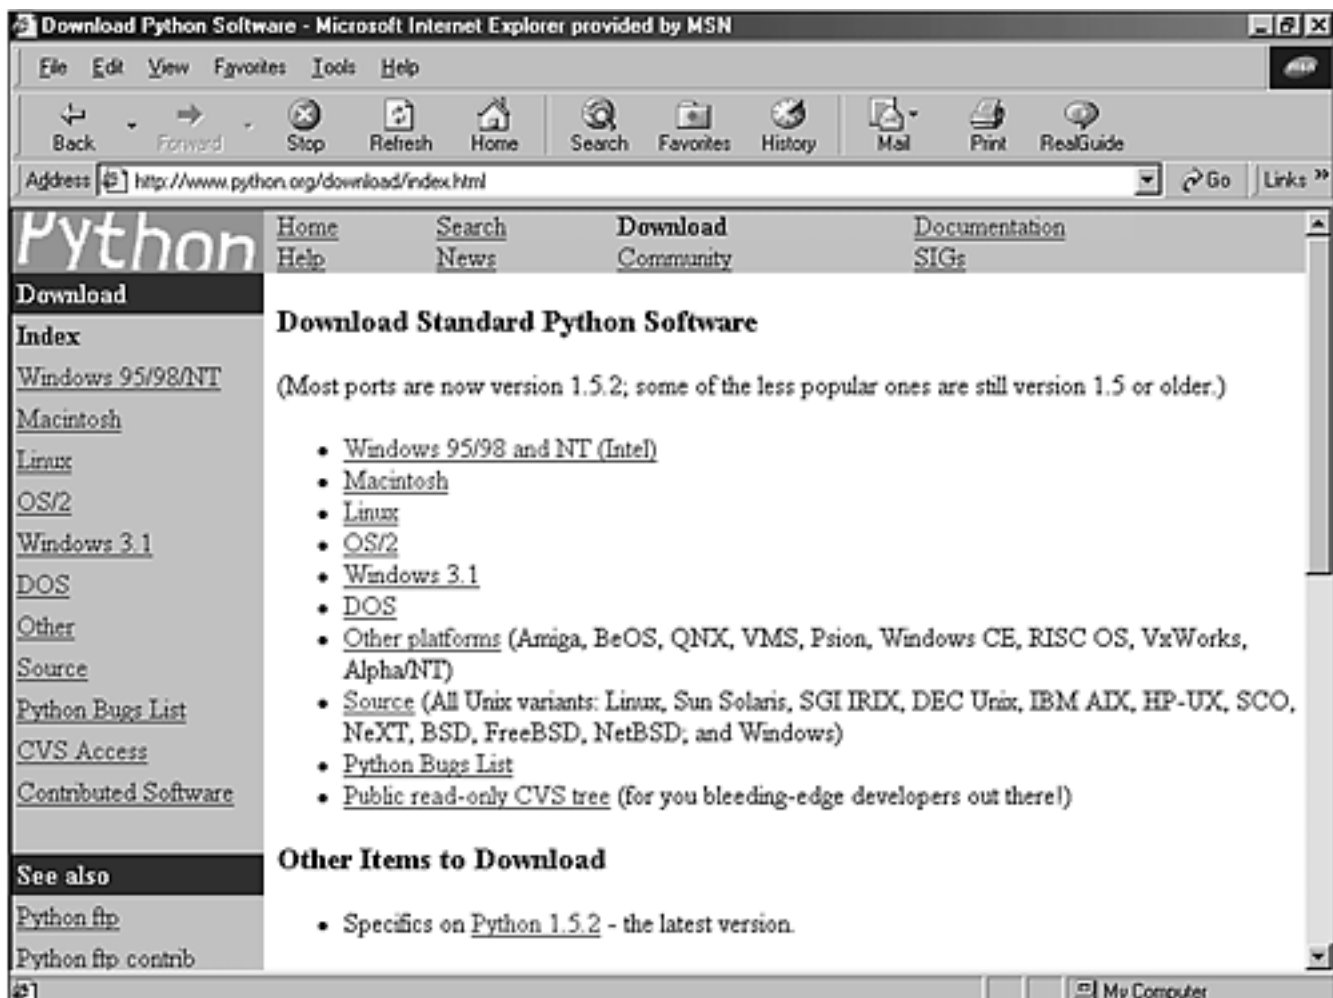 Download Python Software - Microsoft Internet Explorer provided by MSN
File Edit View Favorites Tools Help
Back Forward Stop Refresh Home Search Favorites History Mail Print RealGuide
Address http://www.python.org/download/index.html Go Links »
Python
Home Search Download Documentation
Help News Community SIGs
Download
Index
Windows 95/98/NT
Macintosh
Linux
OS/2
Windows 3.1
DOS
Other
Source
Python Bugs List
CVS Access
Contributed Software
See also
Python ftp
Python ftp contrib
Download Standard Python Software
(Most ports are now version 1.5.2; some of the less popular ones are still version 1.5 or older.)
• Windows 95/98 and NT (Intel)
• Macintosh
• Linux
• OS/2
• Windows 3.1
• DOS
• Other platforms (Amiga, BeOS, QNX, VMS, Psion, Windows CE, RISC OS, VxWorks,
Alpha/NT)
• Source (All Unix variants: Linux, Sun Solaris, SGI IRIX, DEC Unix, IBM AIX, HP-UX, SCO,
NeXT, BSD, FreeBSD, NetBSD; and Windows)
• Python Bugs List
• Public read-only CVS tree (for you bleeding-edge developers out there!)
Other Items to Download
• Specifics on Python 1.5.2 - the latest version.
My Computer